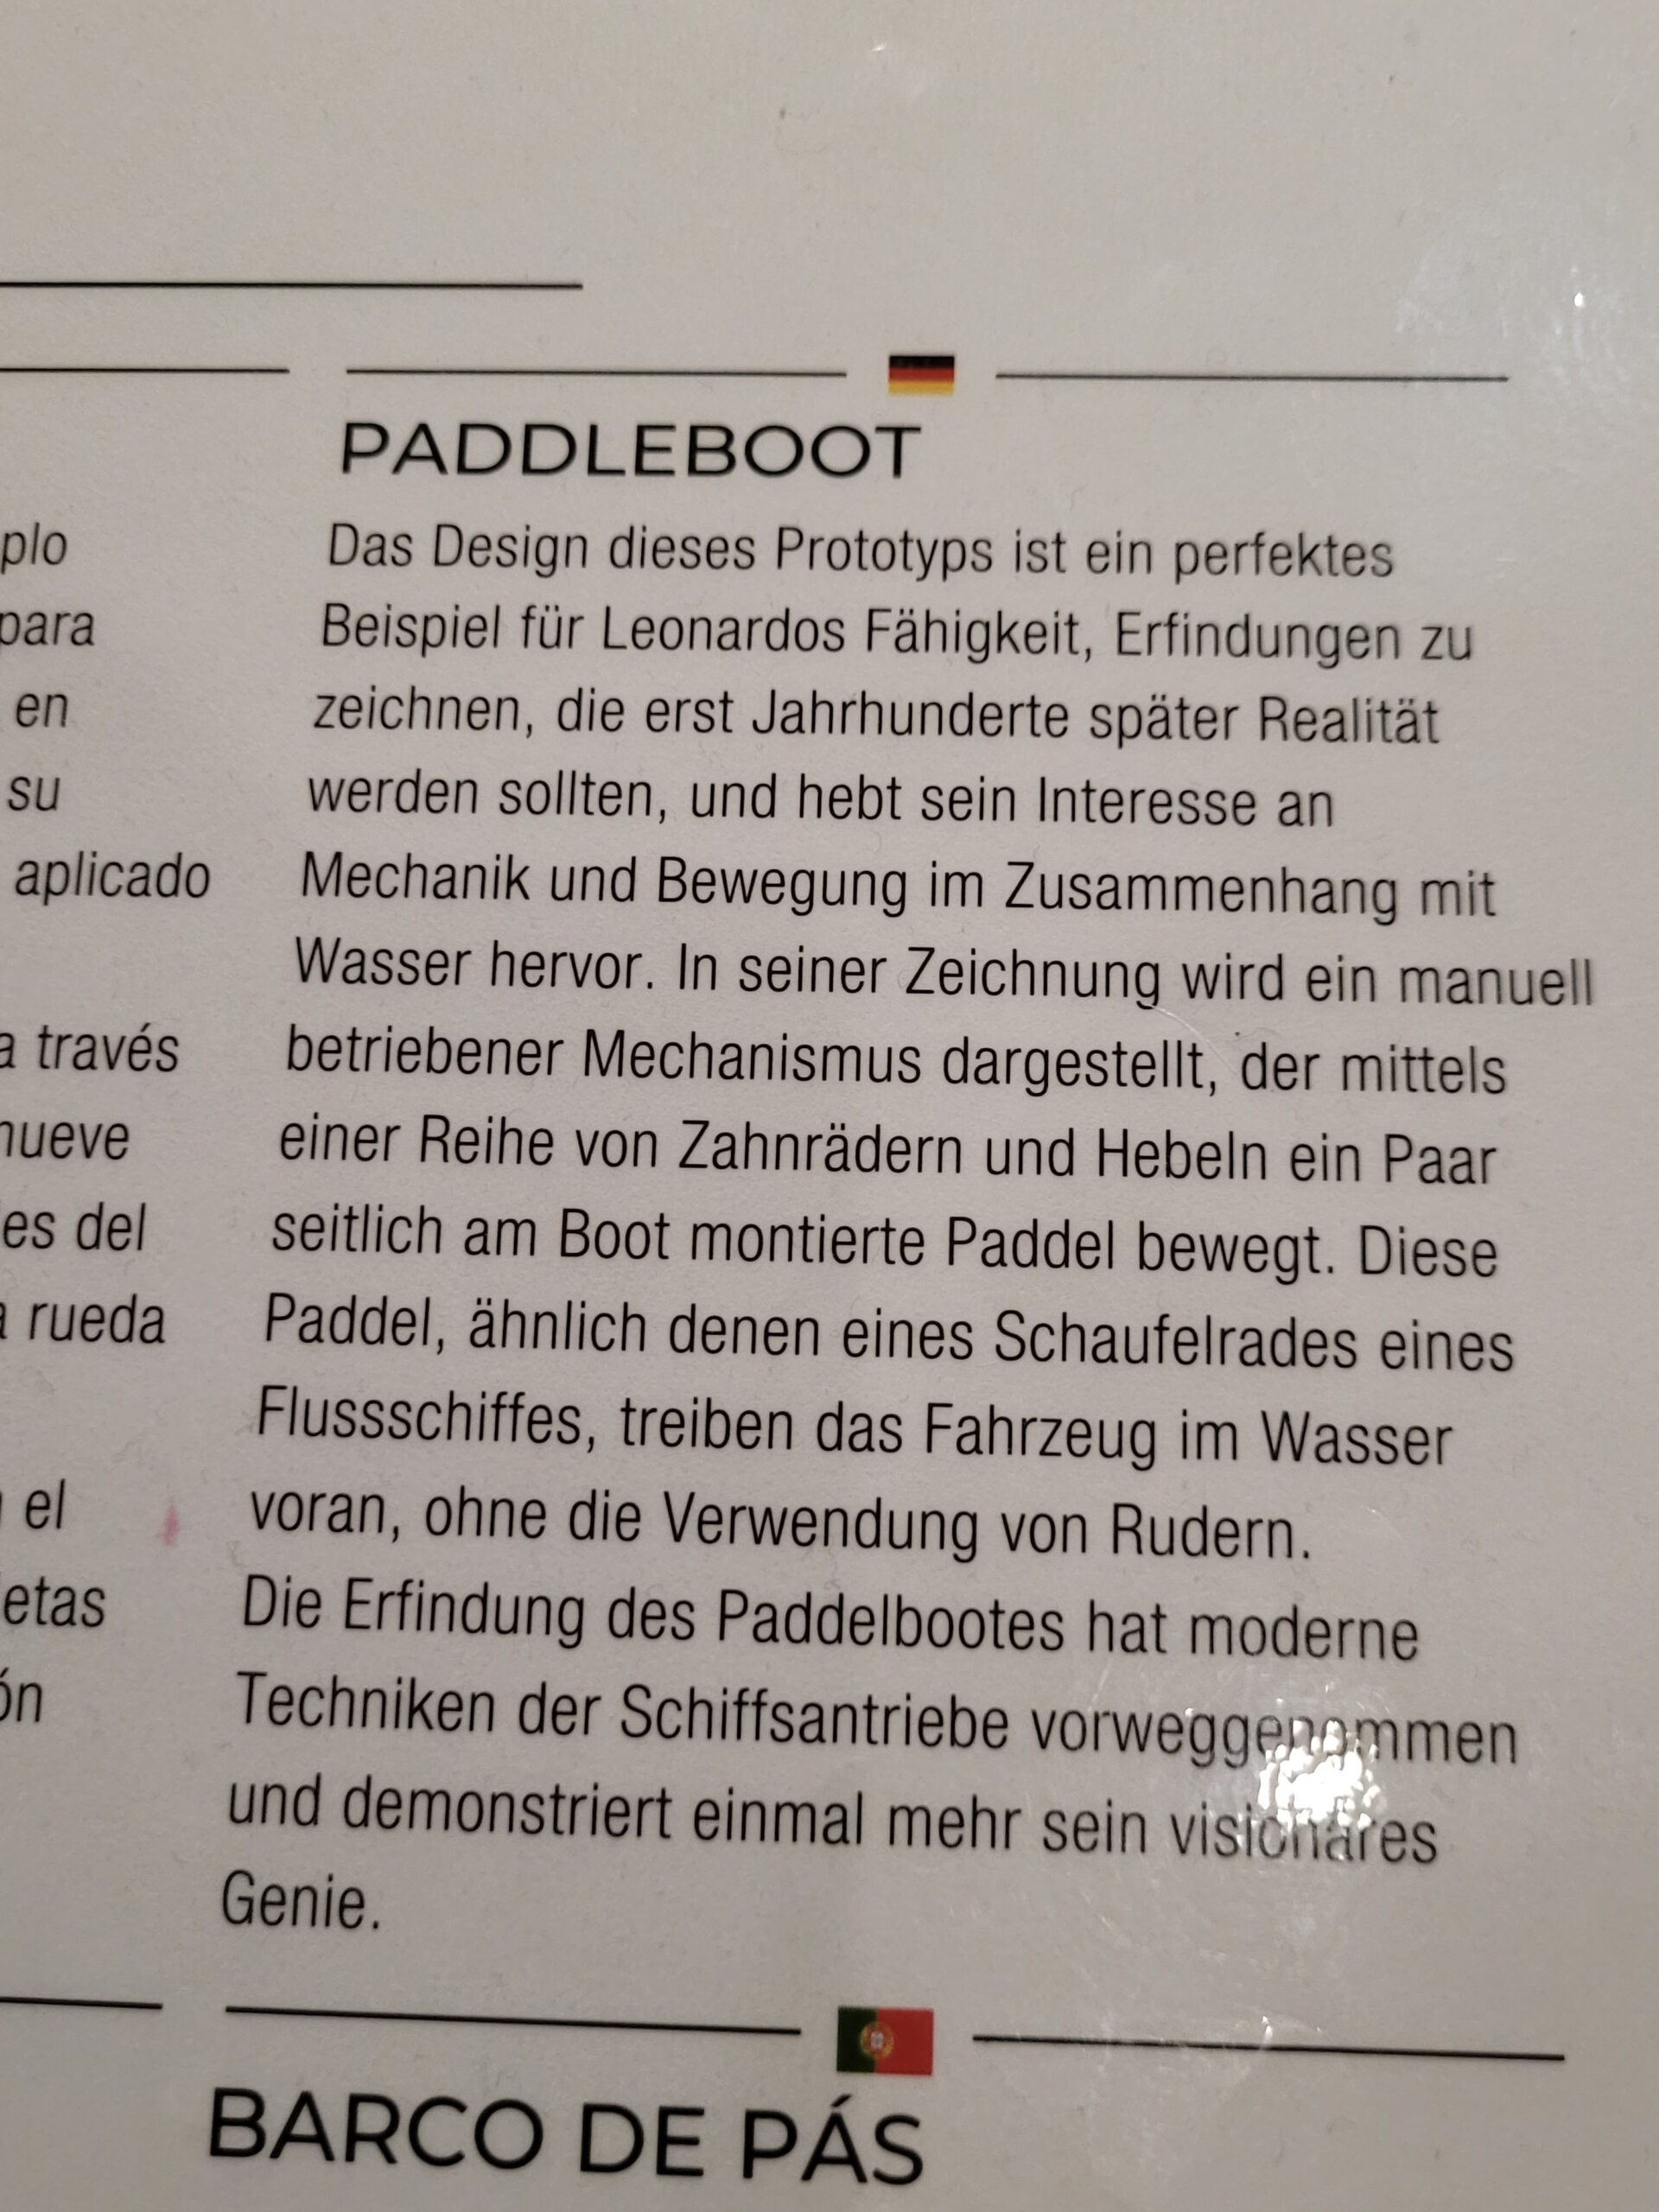 PADDLEBOOT
plo
para
en
su
aplicado
a través
nueve
es del
a rueda
el
etas
ón
Das Design dieses Prototyps ist ein perfektes
Beispiel für Leonardos Fähigkeit, Erfindungen zu
zeichnen, die erst Jahrhunderte später Realität
werden sollten, und hebt sein Interesse an
Mechanik und Bewegung im Zusammenhang mit
Wasser hervor. In seiner Zeichnung wird ein manuell
betriebener Mechanismus dargestellt, der mittels
einer Reihe von Zahnrädern und Hebeln ein Paar
seitlich am Boot montierte Paddel bewegt. Diese
Paddel, ähnlich denen eines Schaufelrades eines
Flussschiffes, treiben das Fahrzeug im Wasser
voran, ohne die Verwendung von Rudern.
Die Erfindung des Paddelbootes hat moderne
Techniken der Schiffsantriebe vorweggenommen
und demonstriert einmal mehr sein visionäres
Genie.
BARCO DE PÁS